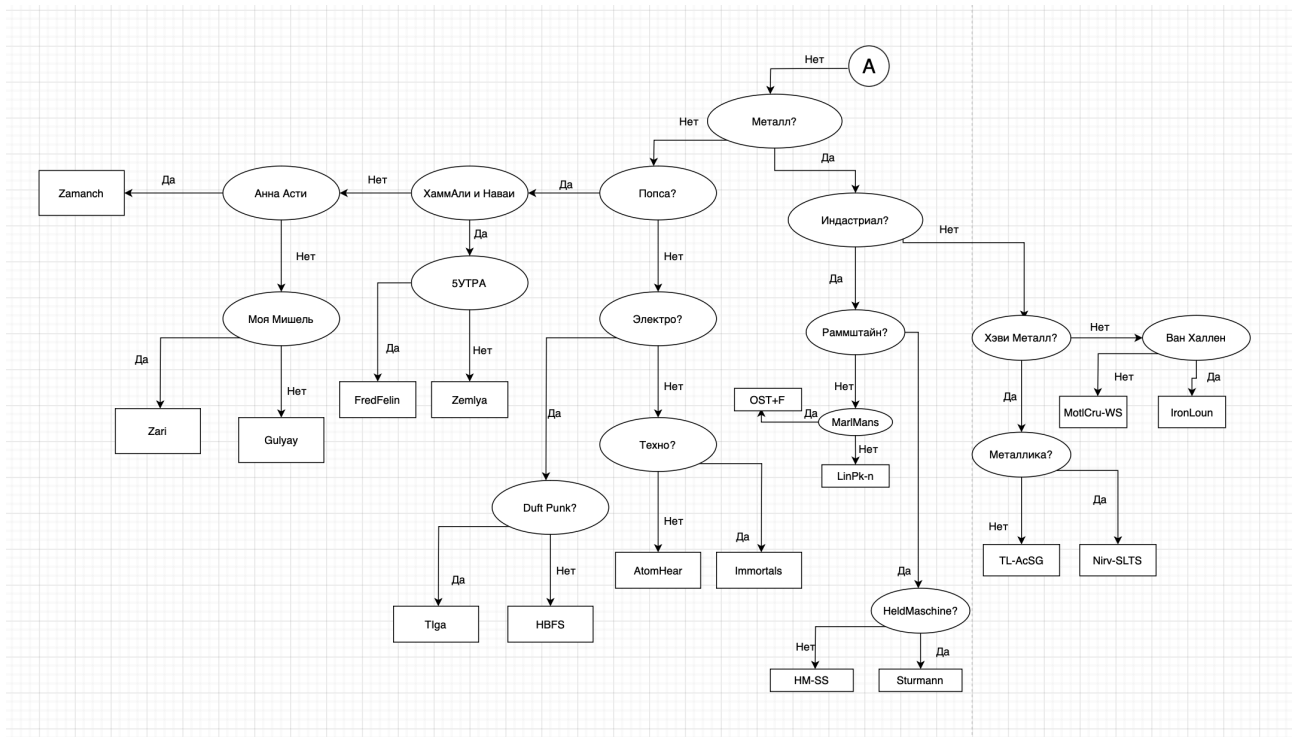 Нет
A
Металл?
Нет
Да
Zamanch
Да
Анна Асти
Нет
ХаммАли и Наваи
Да
Попса?
Индастриал?
Нет
Да
Нет
Нет
Да
5УТРА
Моя Мишель
Электро?
Раммштайн?
Хэви Металл?
Нет
Ван Халлен
Да
Да
Нет
Нет
Да
Нет
Да
Нет
Да
FredFelin
Zemlya
OST+F
Да
MarlMans
MotlCru-WS
IronLoun
Zari
Gulyay
Да
Техно?
Нет
LinPk-n
Металлика?
Duft Punk?
Нет
Да
Нет
Да
TL-AcSG
Nirv-SLTS
Да
Нет
AtomHear
Immortals
Да
TIga
HBFS
HeldMaschine?
Нет
Да
HM-SS
Sturmann